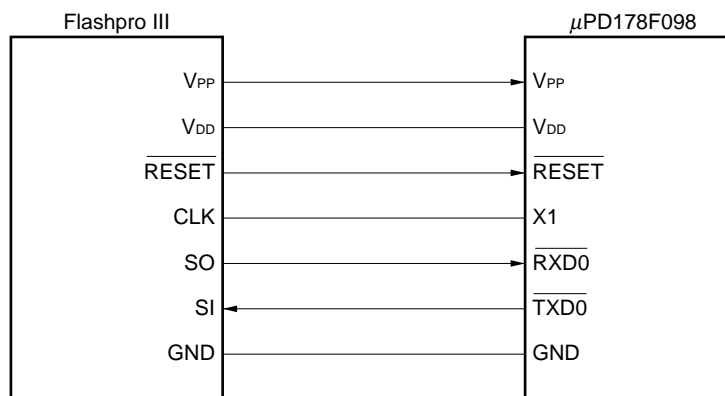 Flashpro III μPD178F098
VPP VPP
VDD VDD
RESET RESET
CLK X1
SO RXD0
SI TXD0
GND GND